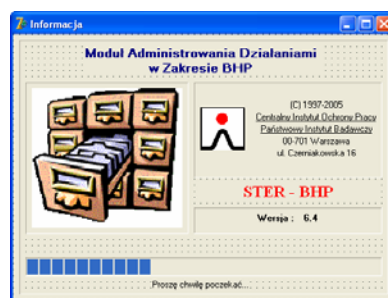 Informacja
Moduł Administrowania Działaniami
w Zakresie BHP
(C) 1997-2005
Centralny Instytut Ochrony Pracy
Państwowy Instytut Badawczy
00-701 Warszawa
ul. Czerniakowska 16
STER - BHP
Wersja : 6.4
Proszę chwilę poczekać...